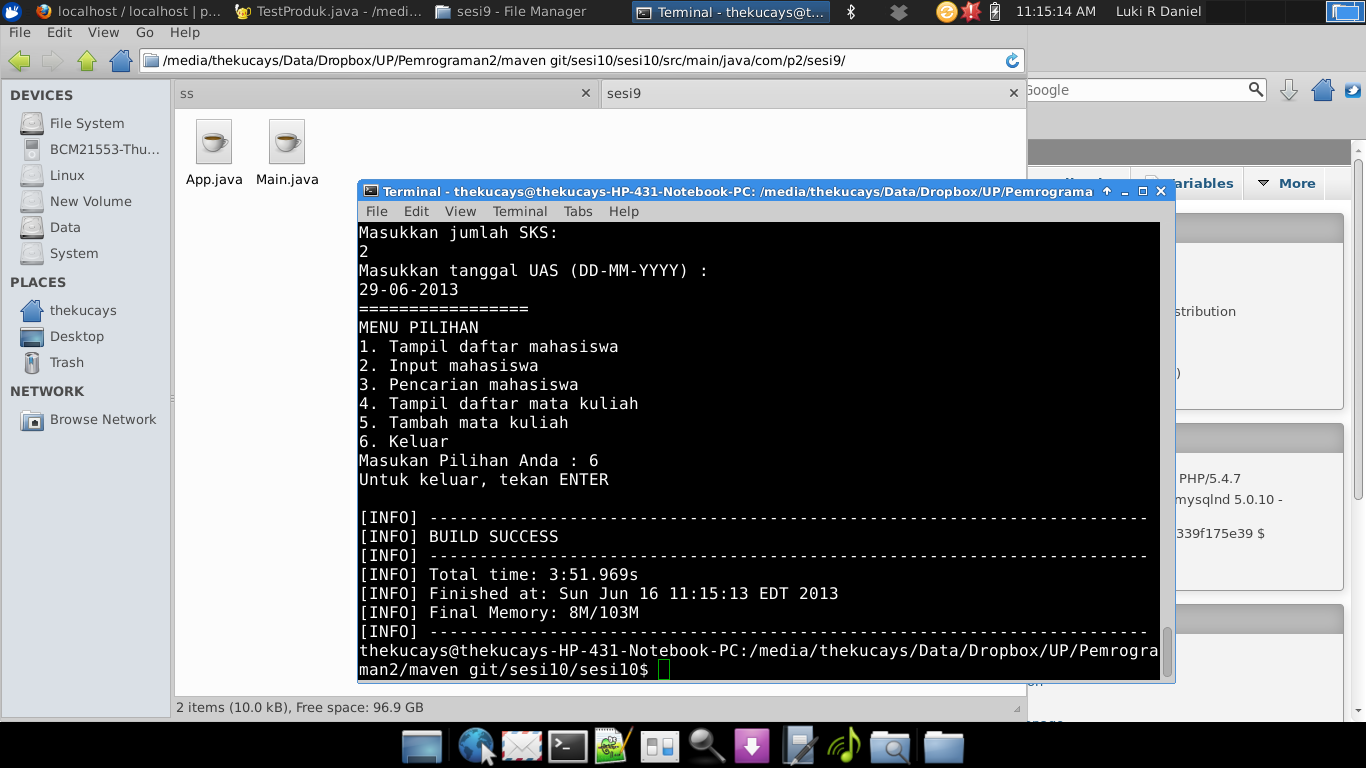 localhost / localhost | p...
TestProduk.java - /medi...
sesi9 - File Manager
Terminal - thekucays@t...
11:15:14 AM
Luki R Daniel
File Edit View Go Help
/media/thekucays/Data/Dropbox/UP/Pemrograman2/maven git/sesi10/sesi10/src/main/java/com/p2/sesi9/
Google
DEVICES
File System
BCM21553-Thu...
Linux
New Volume
Data
System
PLACES
thekucays
Desktop
Trash
NETWORK
Browse Network
ss
sesi9
App.java
Main.java
2 items (10.0 kB), Free space: 96.9 GB
Terminal - thekucays@thekucays-HP-431-Notebook-PC: /media/thekucays/Data/Dropbox/UP/Pemrograma
File Edit View Terminal Tabs Help
Masukkan jumlah SKS:
2
Masukkan tanggal UAS (DD-MM-YYYY) :
29-06-2013
=================
MENU PILIHAN
1. Tampil daftar mahasiswa
2. Input mahasiswa
3. Pencarian mahasiswa
4. Tampil daftar mata kuliah
5. Tambah mata kuliah
6. Keluar
Masukan Pilihan Anda : 6
Untuk keluar, tekan ENTER
[INFO] ------------------------------------------------------------------------
[INFO] BUILD SUCCESS
[INFO] ------------------------------------------------------------------------
[INFO] Total time: 3:51.969s
[INFO] Finished at: Sun Jun 16 11:15:13 EDT 2013
[INFO] Final Memory: 8M/103M
[INFO] ------------------------------------------------------------------------
thekucays@thekucays-HP-431-Notebook-PC:/media/thekucays/Data/Dropbox/UP/Pemrogra
man2/maven git/sesi10/sesi10$
ariables
More
stribution
)
PHP/5.4.7
mysqlnd 5.0.10 -
339f175e39 $